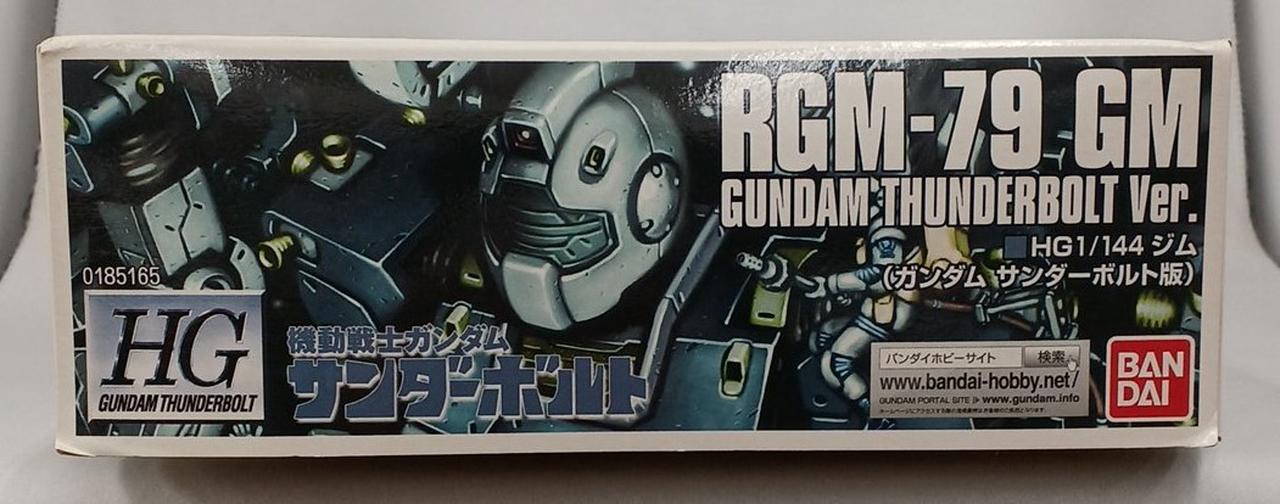 RGM-79 GM
GUNDAM THUNDERBOLT Ver.
■HG1/144 ジム
(ガンダム サンダーボルト版)
0185165
HG
GUNDAM THUNDERBOLT
機動戦士ガンダム
サンダーボルト
バンダイホビーサイト 検索
www.bandai-hobby.net/
GUNDAM PORTAL SITE ▷ www.gundam.info
BAN
DAI